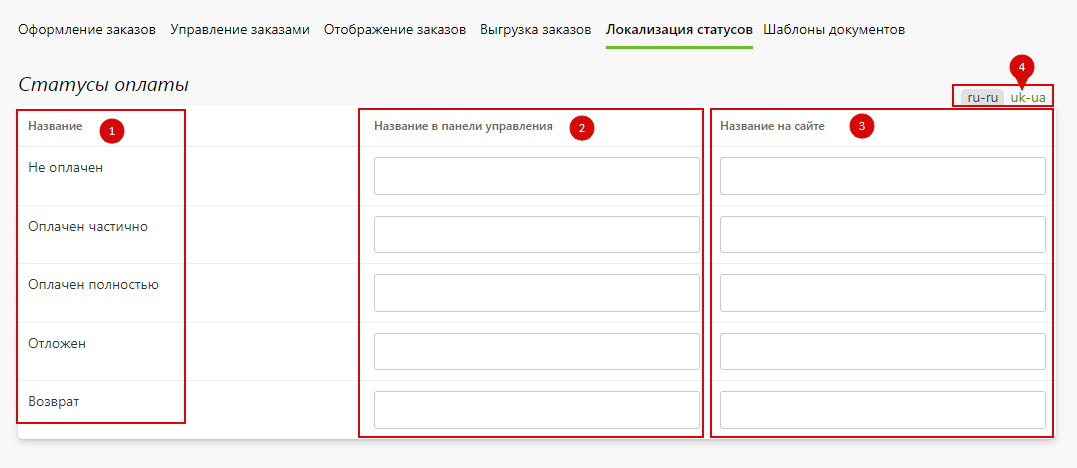 Оформление заказов Управление заказами Отображение заказов Выгрузка заказов Локализация статусов Шаблоны документов
4
Статусы оплаты
ru-ru uk-ua
Название 1 Название в панели управления 2 Название на сайте 3
Не оплачен
Оплачен частично
Оплачен полностью
Отложен
Возврат